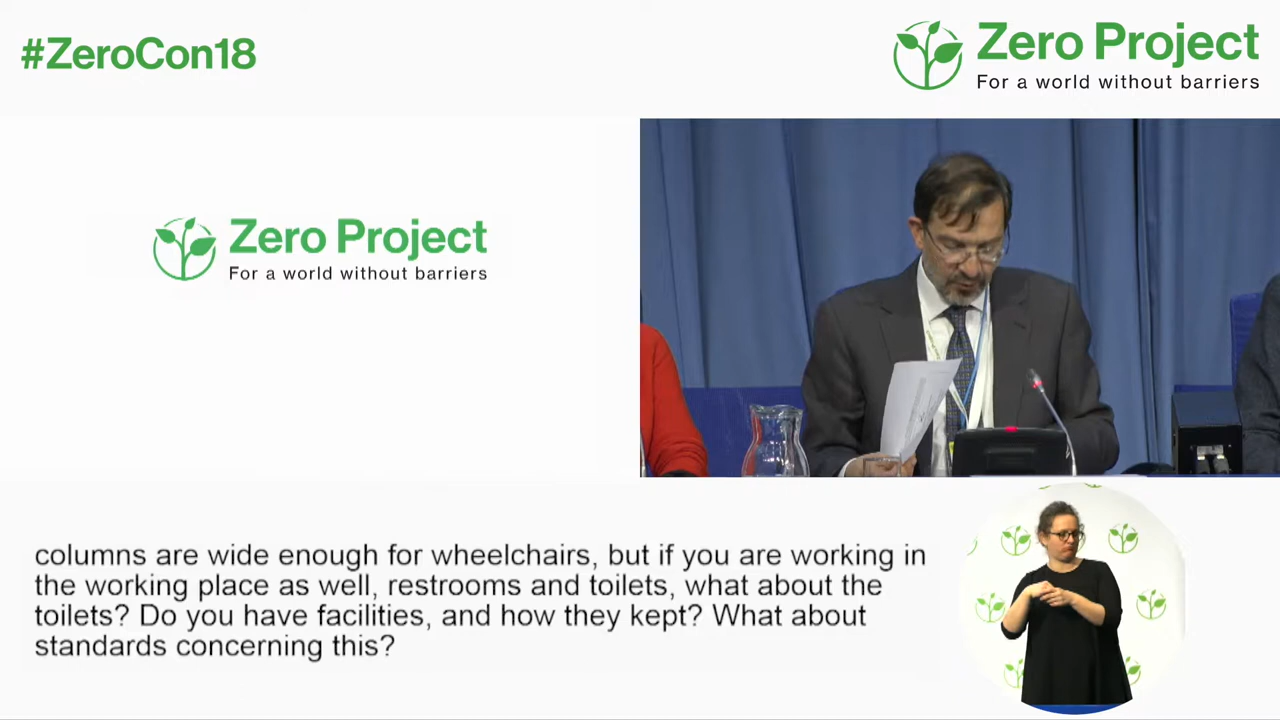 #ZeroCon18
Zero Project
For a world without barriers
Zero Project
For a world without barriers
columns are wide enough for wheelchairs, but if you are working in
the working place as well, restrooms and toilets, what about the
toilets? Do you have facilities, and how they kept? What about
standards concerning this?